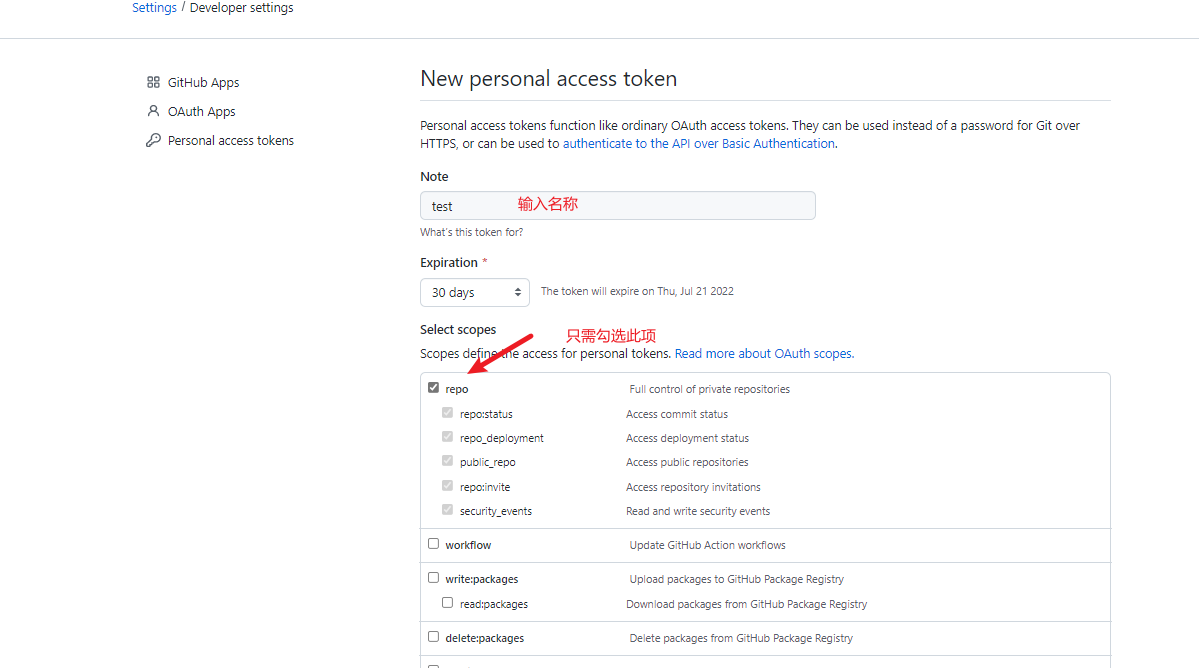 Settings / Developer settings
GitHub Apps
OAuth Apps
Personal access tokens
New personal access token
Personal access tokens function like ordinary OAuth access tokens. They can be used instead of a password for Git over
HTTPS, or can be used to authenticate to the API over Basic Authentication.
Note
test 输入名称
What's this token for?
Expiration *
30 days The token will expire on Thu, Jul 21 2022
Select scopes
只需勾选此项
Scopes define the access for personal tokens. Read more about OAuth scopes.
repo Full control of private repositories
repo:status Access commit status
repo_deployment Access deployment status
public_repo Access public repositories
repo:invite Access repository invitations
security_events Read and write security events
workflow Update GitHub Action workflows
write:packages Upload packages to GitHub Package Registry
read:packages Download packages from GitHub Package Registry
delete:packages Delete packages from GitHub Package Registry